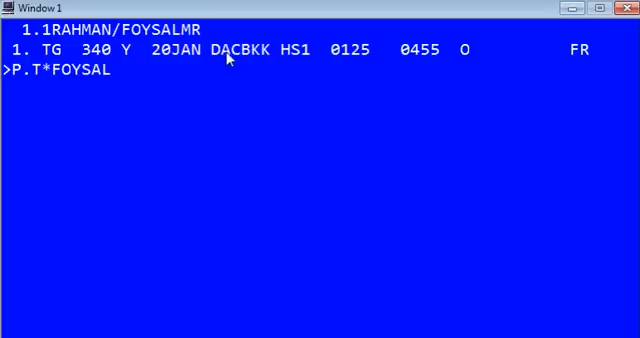 Window 1
1.1RAHMAN/FOYSALMR
1. TG 340 Y 20JAN DACBKK HS1 0125 0455 O FR
>P.T*FOYSAL